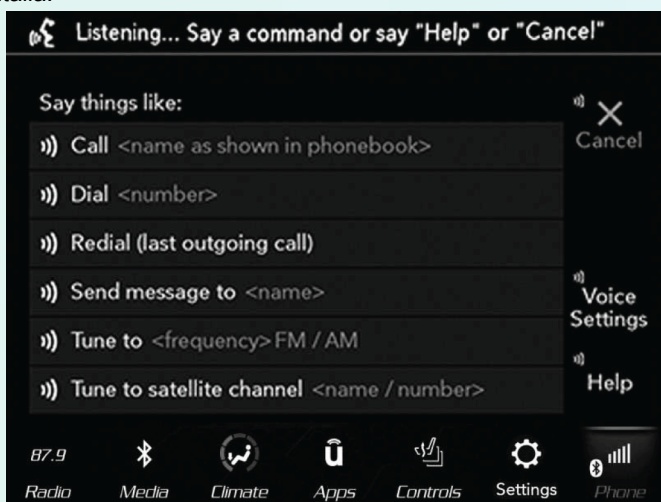 Listening... Say a command or say "Help" or "Cancel"
Say things like:
Call <name as shown in phonebook>
Dial <number>
Redial (last outgoing call)
Send message to <name>
Tune to <frequency> FM / AM
Tune to satellite channel <name / number>
Cancel
Voice
Settings
Help
87.9
û
Radio Media Climate Apps Controls Settings Phone